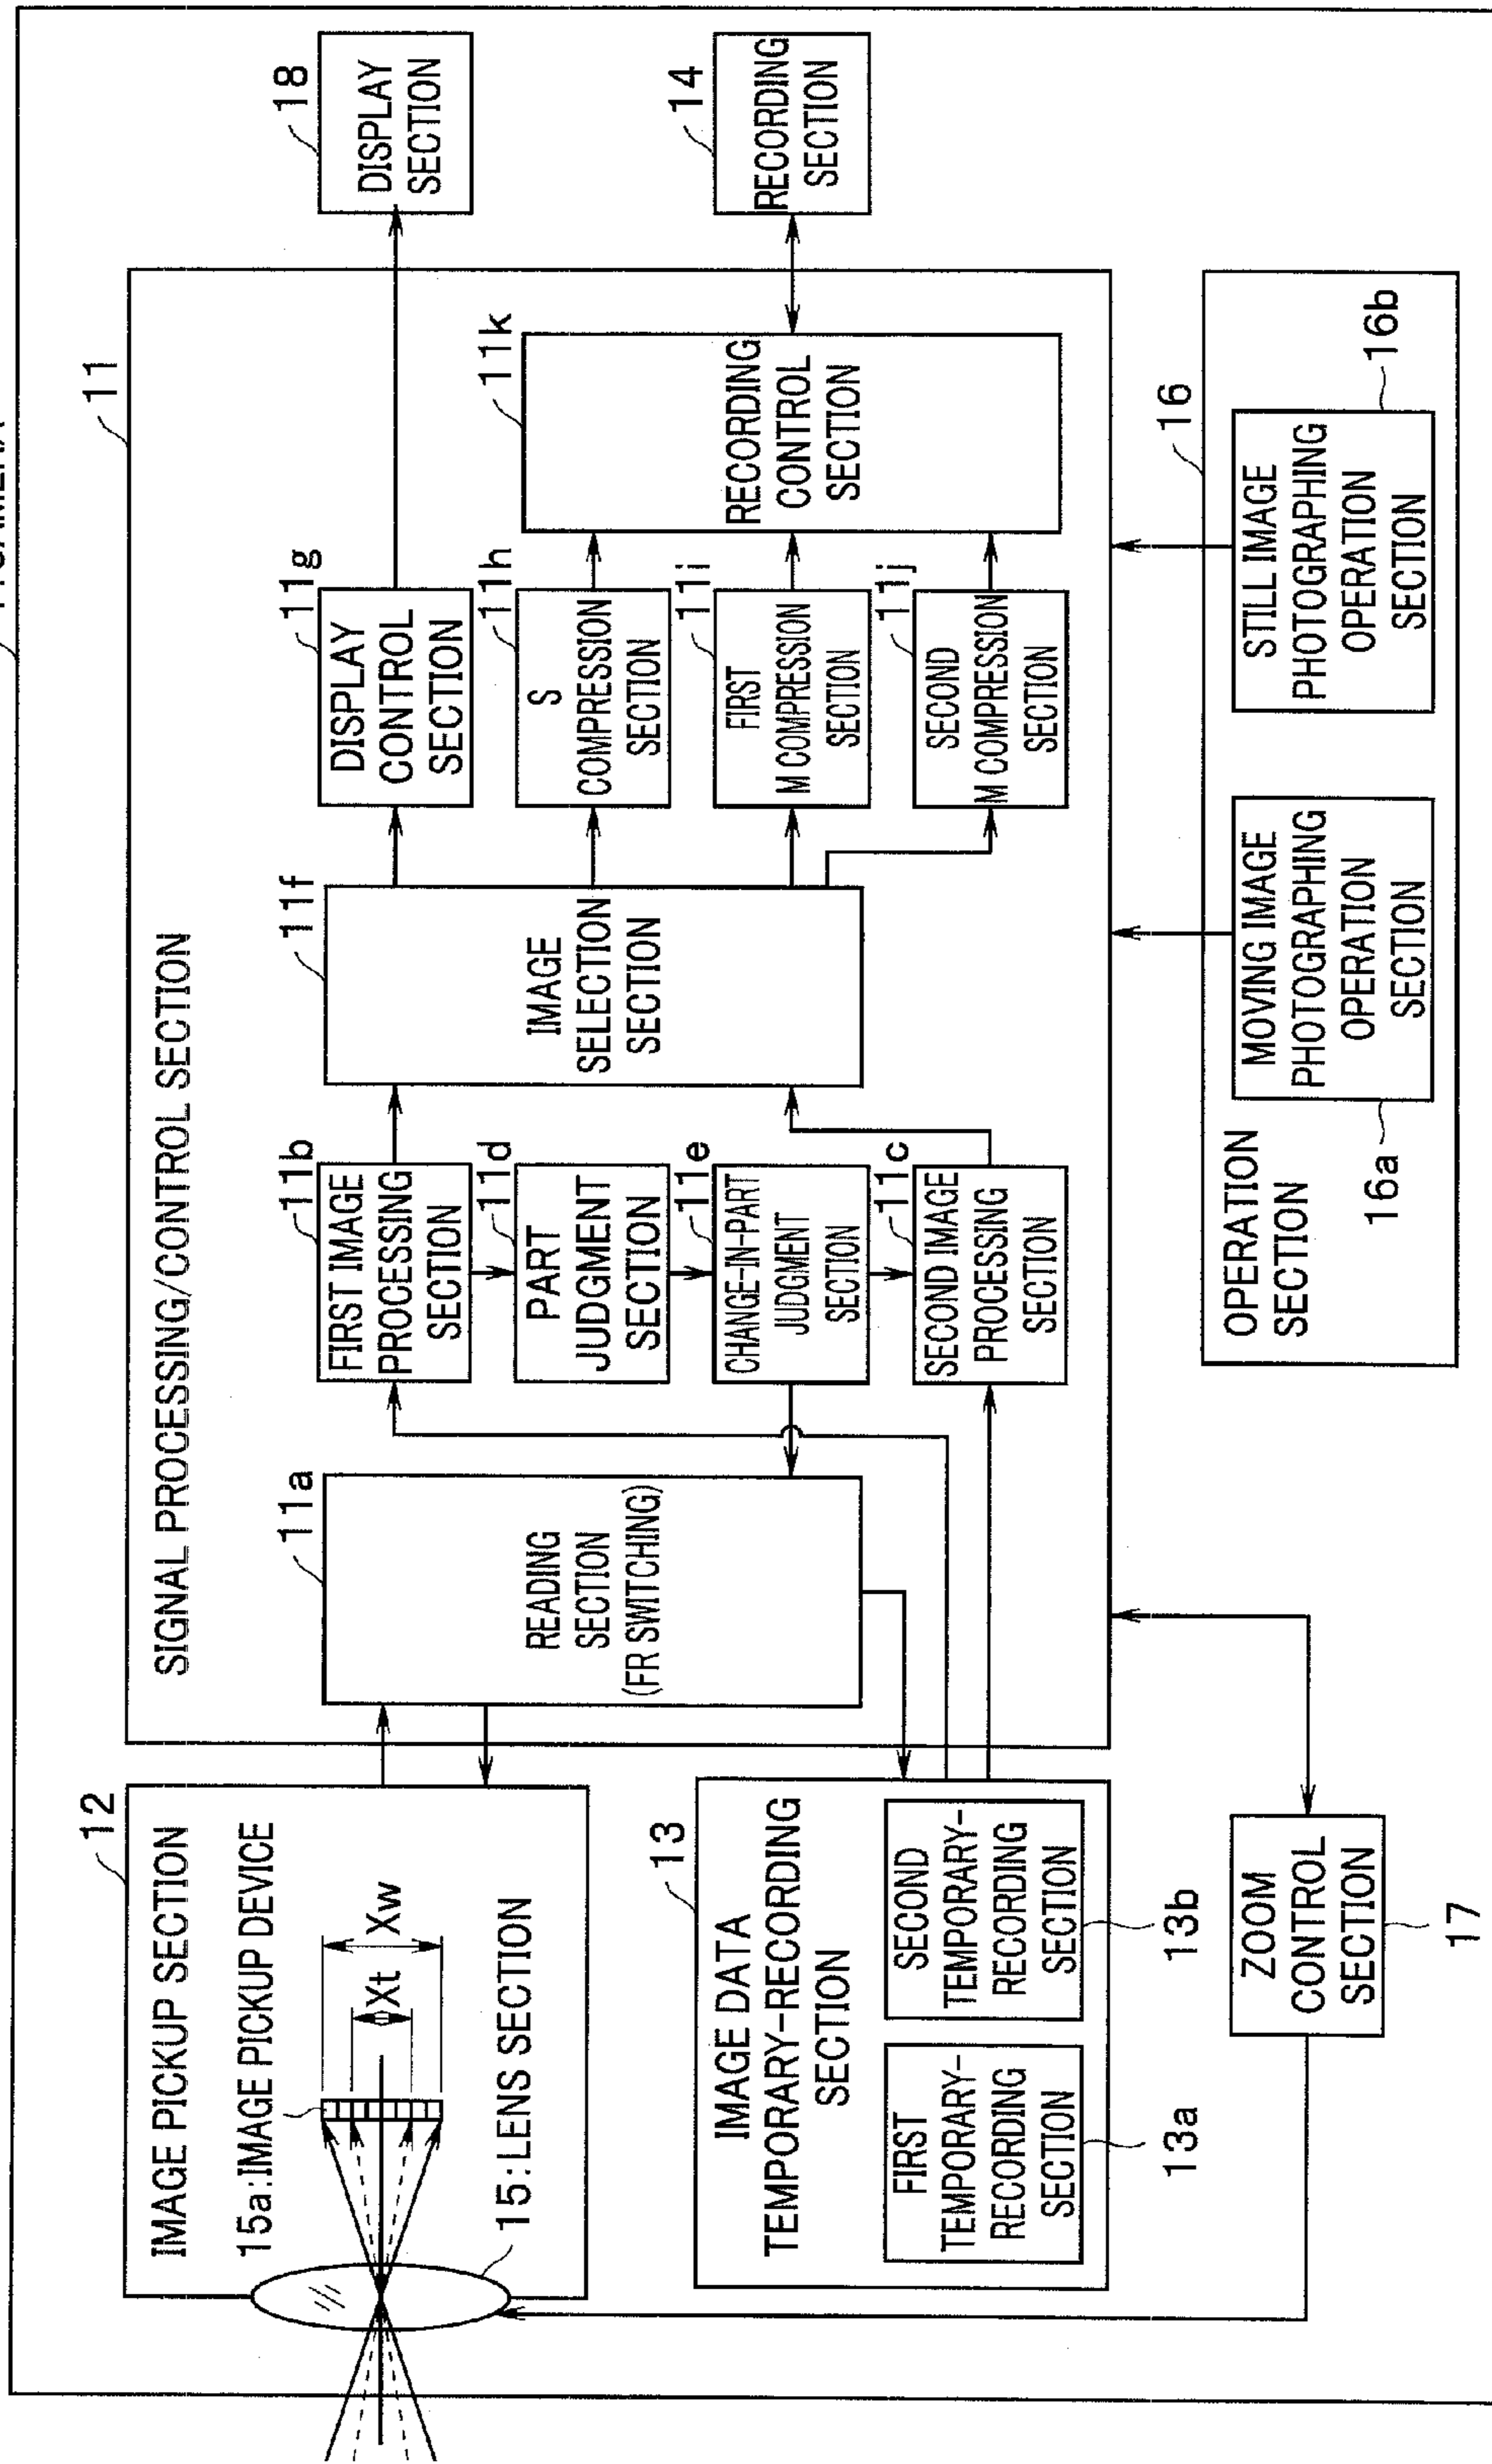 SIGNAL PROCESSING/CONTROL SECTION
11
IMAGE PICKUP SECTION
12
15a:IMAGE PICKUP DEVICE
Xt
Xw
15:LENS SECTION
READING
SECTION
(FR SWITCHING)
11a
FIRST IMAGE
PROCESSING
SECTION
11b
PART
JUDGMENT
SECTION
11d
CHANGE-IN-PART
JUDGMENT
SECTION
11e
SECOND IMAGE
PROCESSING
SECTION
11c
IMAGE
SELECTION
SECTION
11f
DISPLAY
CONTROL
SECTION
11g
S
COMPRESSION
SECTION
11h
FIRST
M COMPRESSION
SECTION
11i
SECOND
M COMPRESSION
SECTION
11j
RECORDING
CONTROL
SECTION
11k
DISPLAY
SECTION
18
RECORDING
SECTION
14
IMAGE DATA
TEMPORARY-RECORDING
SECTION
13
FIRST
TEMPORARY-
RECORDING
SECTION
13a
SECOND
TEMPORARY-
RECORDING
SECTION
13b
ZOOM
CONTROL
SECTION
17
OPERATION
SECTION
16
MOVING IMAGE
PHOTOGRAPHING
OPERATION
SECTION
16a
STILL IMAGE
PHOTOGRAPHING
OPERATION
SECTION
16b